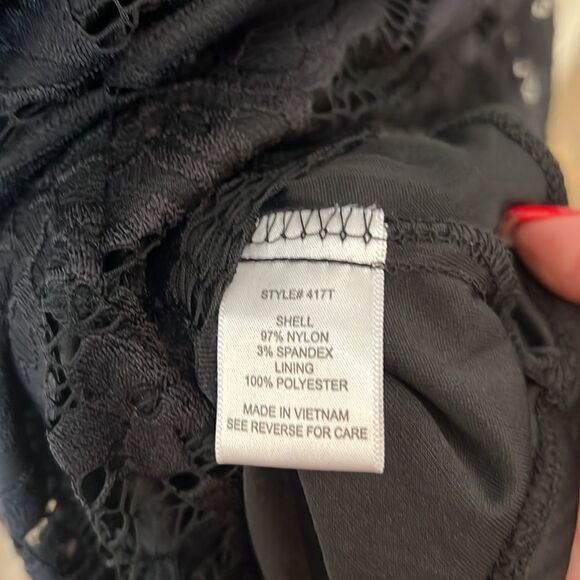 STYLE# 417T
SHELL
97% NYLON
3% SPANDEX
LINING
100% POLYESTER
MADE IN VIETNAM
SEE REVERSE FOR CARE